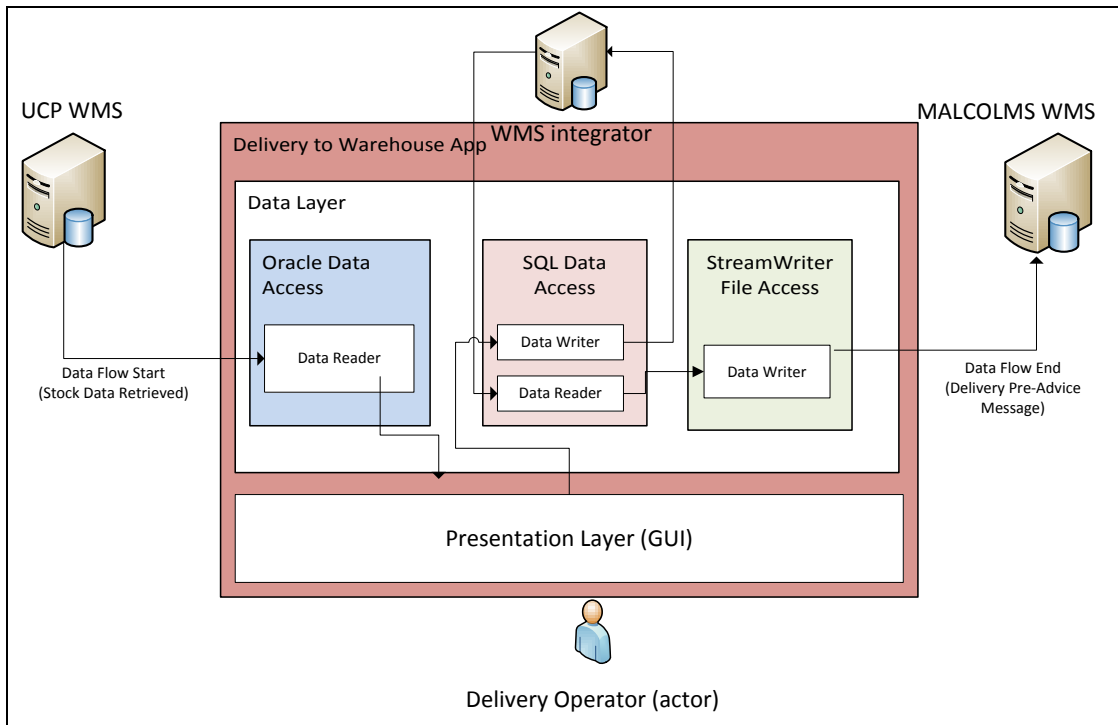 UCP WMS
WMS integrator
MALCOLMS WMS
Delivery to Warehouse App
Data Layer
Oracle Data
Access
Data Reader
SQL Data
Access
Data Writer
Data Reader
StreamWriter
File Access
Data Writer
Data Flow Start
(Stock Data Retrieved)
Data Flow End
(Delivery Pre-Advice
Message)
Presentation Layer (GUI)
Delivery Operator (actor)